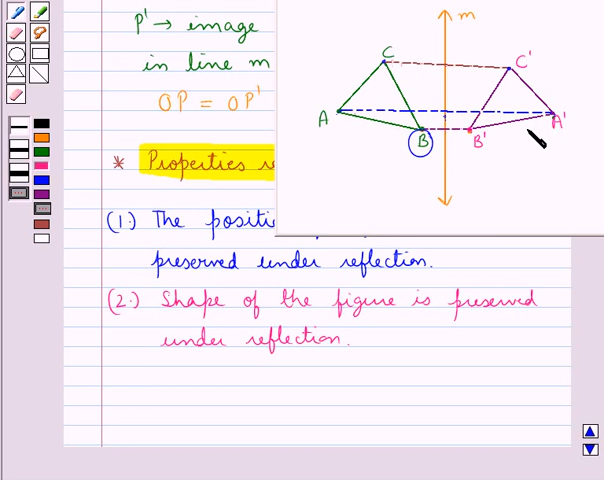 P' → image
in line m
OP = OP'
* Properties
(1.) The
preserved under reflection.
(2.) Shape of the figure is preserved
under reflection.
m
C
C'
A
A'
B
B'